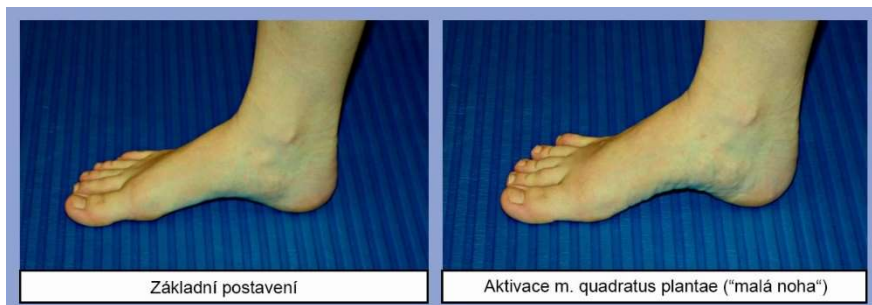 Základní postavení
Aktivace m. quadratus plantae (“malá noha“)